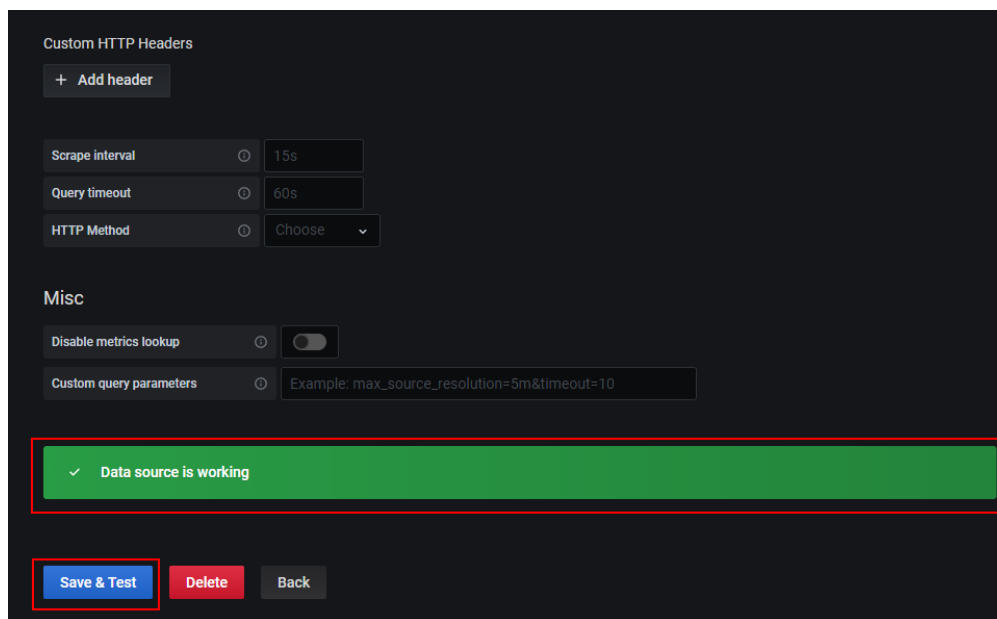 Custom HTTP Headers
+ Add header
Scrape interval 15s
Query timeout 60s
HTTP Method Choose
Misc
Disable metrics lookup
Custom query parameters Example: max_source_resolution=5m&timeout=10
Data source is working
Save & Test Delete Back